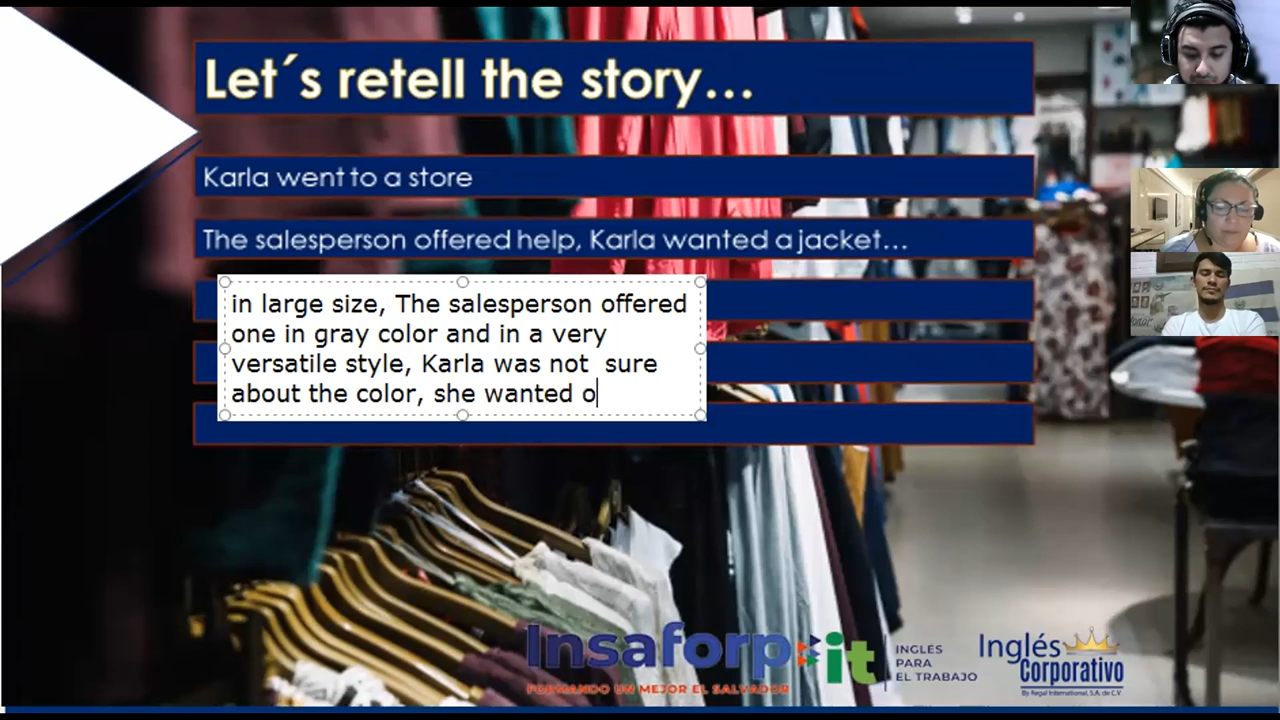 Let´s retell the story...
Karla went to a store
The salesperson offered help, Karla wanted a jacket...
in large size, The salesperson offered
one in gray color and in a very
versatile style, Karla was not  sure
about the color, she wanted o
Insaforp
FORMANDO UN MEJOR EL SALVADOR
it
INGLÉS
PARA
EL TRABAJO
Inglés
Corporativo
By Regal International, S.A. de C.V.